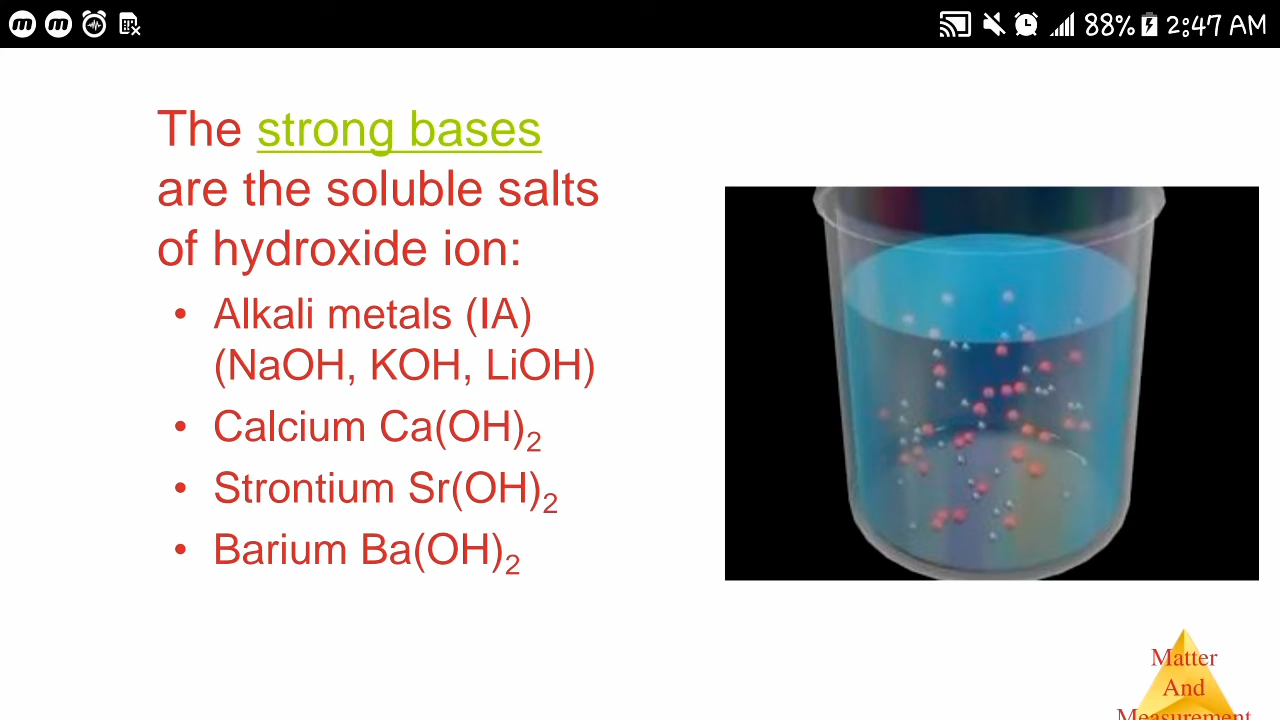 88% 2:47 AM
The strong bases
are the soluble salts
of hydroxide ion:
• Alkali metals (IA)
(NaOH, KOH, LiOH)
• Calcium Ca(OH)₂
• Strontium Sr(OH)₂
• Barium Ba(OH)₂
Matter
And
Measurement